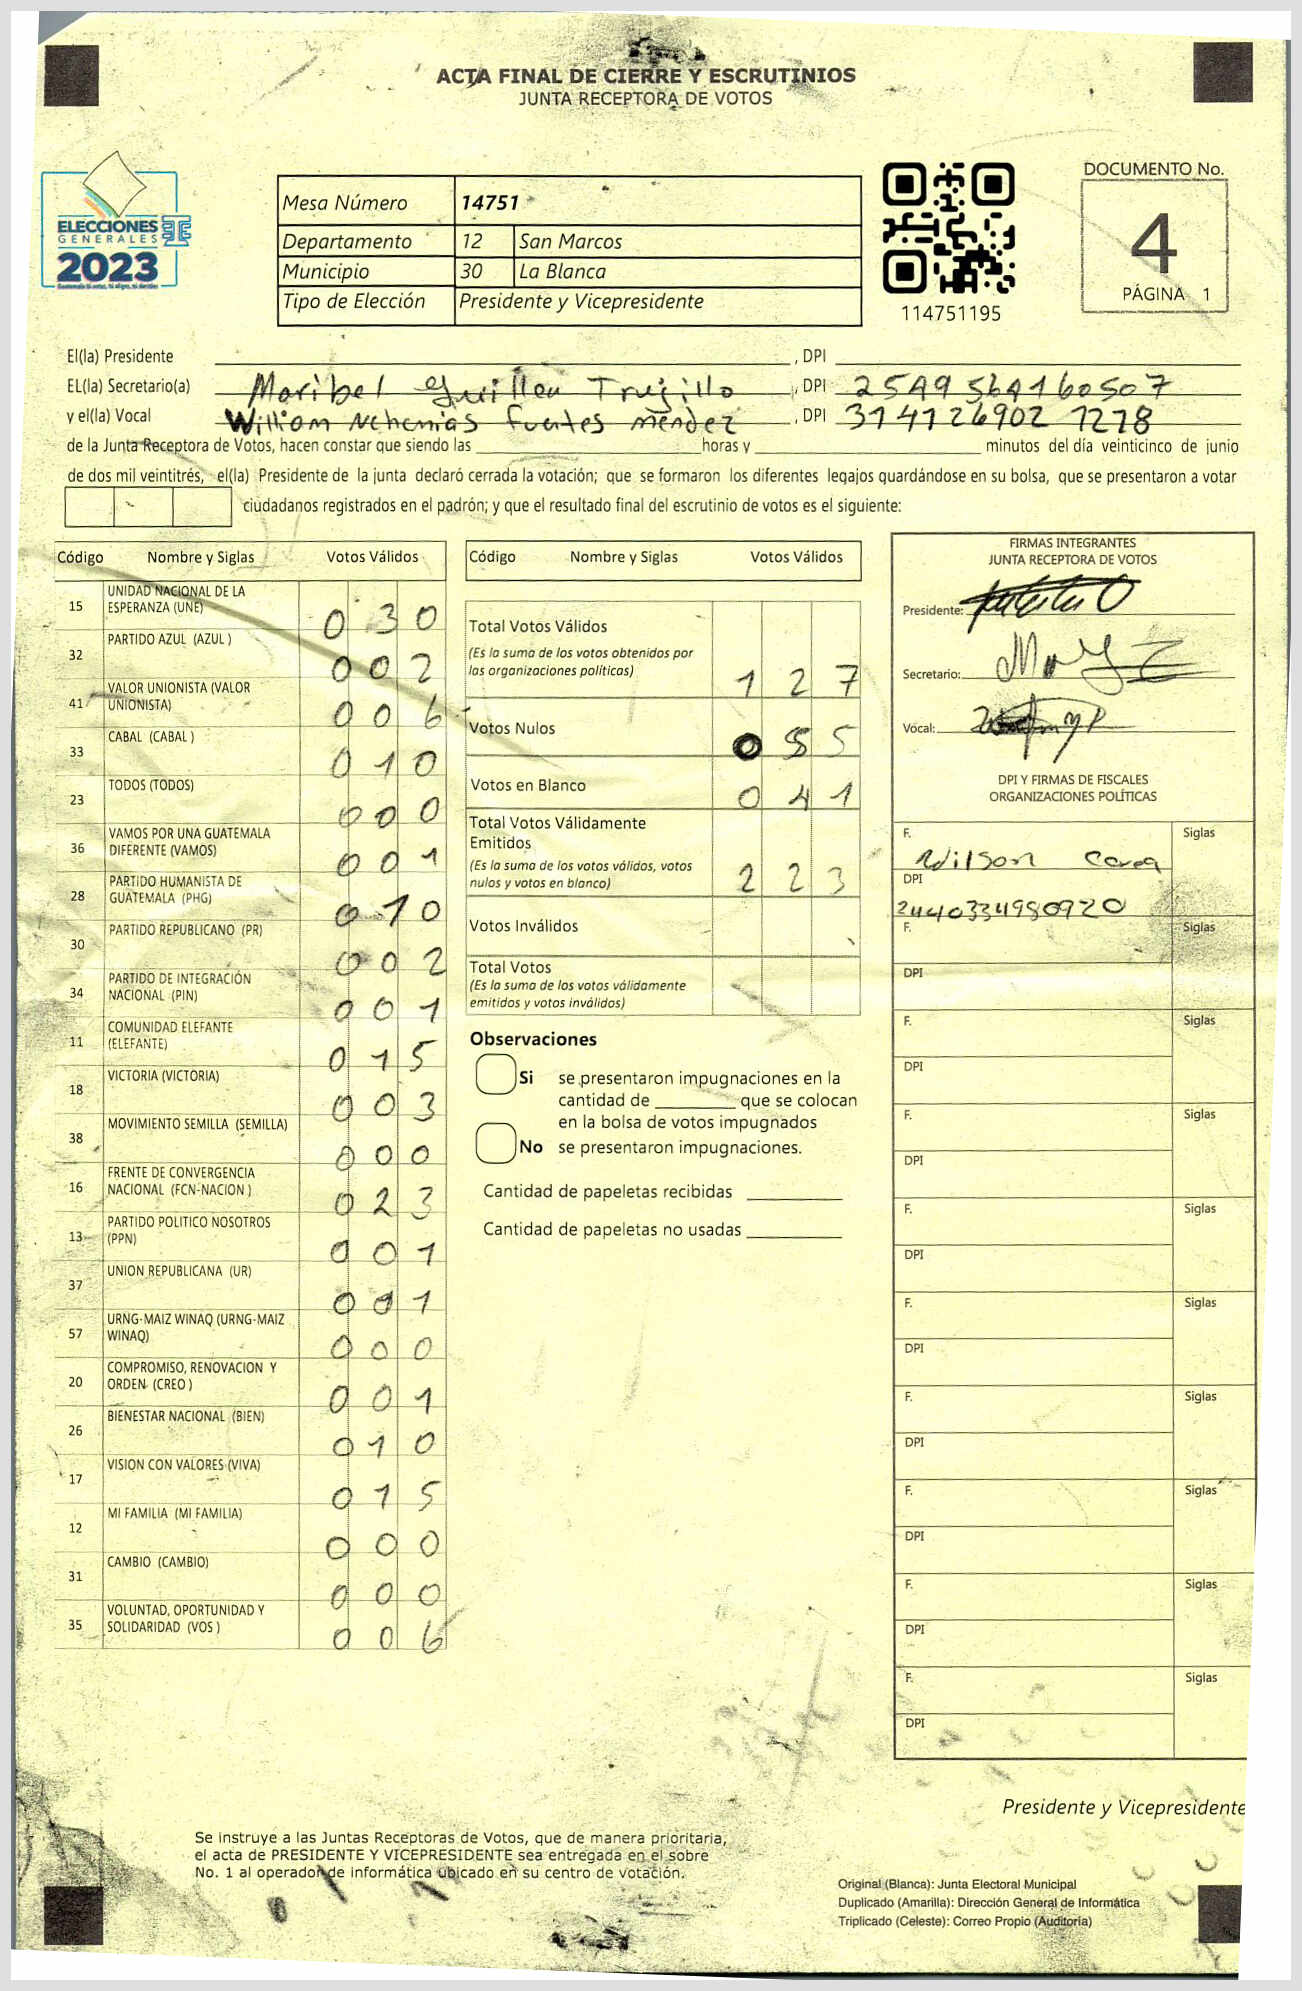 ACTA FINAL DE CIERRE Y ESCRUTINIOS
JUNTA RECEPTORA DE VOTOS
ELECCIONES
GENERALES
2023
Mesa Número 14751
Departamento 12 San Marcos
Municipio 30 La Blanca
Tipo de Elección Presidente y Vicepresidente
114751195
DOCUMENTO No.
4
PÁGINA 1
El(la) Presidente , DPI
EL(la) Secretario(a) Maribel Guillen Trujillo , DPI 2549564160507
y el(la) Vocal William Nehemias Fuentes Méndez , DPI 314126902 1218
de la Junta Receptora de Votos, hacen constar que siendo las horas y minutos del día veinticinco de junio
de dos mil veintitrés, el(la) Presidente de la junta declaró cerrada la votación; que se formaron los diferentes legajos guardándose en su bolsa, que se presentaron a votar
ciudadanos registrados en el padrón; y que el resultado final del escrutinio de votos es el siguiente:
Código Nombre y Siglas Votos Válidos
15 UNIDAD NACIONAL DE LA ESPERANZA (UNE) 0 3 0
32 PARTIDO AZUL (AZUL ) 0 0 2
41 VALOR UNIONISTA (VALOR UNIONISTA) 0 0 6
33 CABAL (CABAL ) 0 1 0
23 TODOS (TODOS) 0 0 0
36 VAMOS POR UNA GUATEMALA DIFERENTE (VAMOS) 0 0 1
28 PARTIDO HUMANISTA DE GUATEMALA (PHG) 0 1 0
30 PARTIDO REPUBLICANO (PR) 0 0 2
34 PARTIDO DE INTEGRACIÓN NACIONAL (PIN) 0 0 1
11 COMUNIDAD ELEFANTE (ELEFANTE) 0 1 5
18 VICTORIA (VICTORIA) 0 0 3
38 MOVIMIENTO SEMILLA (SEMILLA) 0 0 0
16 FRENTE DE CONVERGENCIA NACIONAL (FCN-NACION ) 0 2 3
13 PARTIDO POLITICO NOSOTROS (PPN) 0 0 1
37 UNION REPUBLICANA (UR) 0 0 1
57 URNG-MAIZ WINAQ (URNG-MAIZ WINAQ) 0 0 0
20 COMPROMISO, RENOVACION Y ORDEN (CREO ) 0 0 1
26 BIENESTAR NACIONAL (BIEN) 0 1 0
17 VISION CON VALORES (VIVA) 0 1 5
12 MI FAMILIA (MI FAMILIA) 0 0 0
31 CAMBIO (CAMBIO) 0 0 0
35 VOLUNTAD, OPORTUNIDAD Y SOLIDARIDAD (VOS ) 0 0 6
Código Nombre y Siglas Votos Válidos
Total Votos Válidos 1 2 7
(Es la suma de los votos obtenidos por
las organizaciones políticas)
Votos Nulos 0 5 5
Votos en Blanco 0 4 1
Total Votos Válidamente
Emitidos
(Es la suma de los votos válidos, votos
nulos y votos en blanco) 2 2 3
Votos Inválidos
Total Votos
(Es la suma de los votos válidamente
emitidos y votos inválidos)
Observaciones
Si se presentaron impugnaciones en la
cantidad de que se colocan
en la bolsa de votos impugnados
No se presentaron impugnaciones.
Cantidad de papeletas recibidas
Cantidad de papeletas no usadas
FIRMAS INTEGRANTES
JUNTA RECEPTORA DE VOTOS
Presidente:
Secretario:
Vocal:
DPI Y FIRMAS DE FISCALES
ORGANIZACIONES POLÍTICAS
F. Siglas
Wilson
DPI
2440334980920
F. Siglas
DPI
F. Siglas
DPI
F. Siglas
DPI
F. Siglas
DPI
F. Siglas
DPI
F. Siglas
DPI
F. Siglas
DPI
F. Siglas
DPI
F. Siglas
DPI
Presidente y Vicepresidente
Se instruye a las Juntas Receptoras de Votos, que de manera prioritaria,
el acta de PRESIDENTE Y VICEPRESIDENTE sea entregada en el sobre
No. 1 al operador de informática ubicado en su centro de votación.
Original (Blanca): Junta Electoral Municipal
Duplicado (Amarilla): Dirección General de Informática
Triplicado (Celeste): Correo Propio (Auditoría)